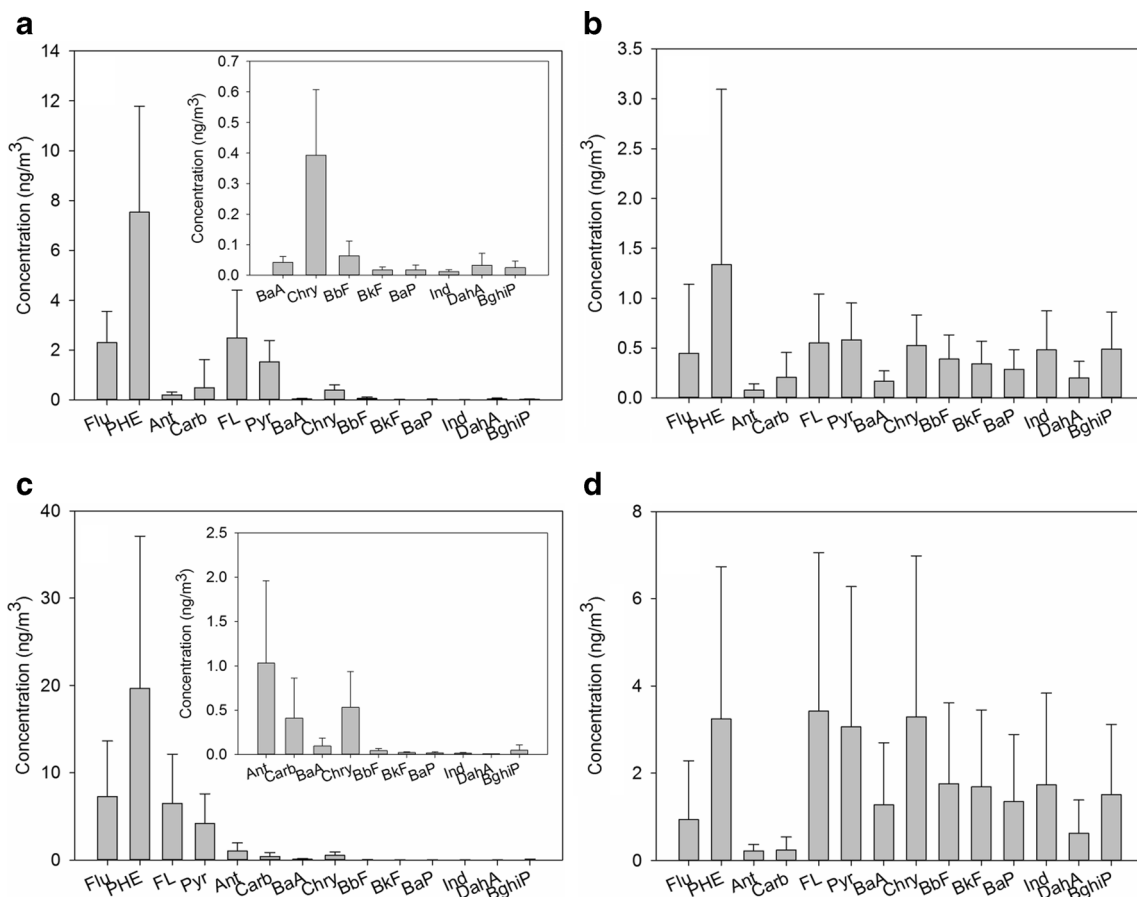 a
Concentration (ng/m³)
14
12
10
8
6
4
2
0
Flu PHE Ant Carb FL Pyr BaA Chry BbF BkF BaP Ind DahA BghiP
Concentration (ng/m³)
0.7
0.6
0.5
0.4
0.3
0.2
0.1
0.0
BaA Chry BbF BkF BaP Ind DahA BghiP
b
Concentration (ng/m³)
3.5
3.0
2.5
2.0
1.5
1.0
0.5
0.0
Flu PHE Ant Carb FL Pyr BaA Chry BbF BkF BaP Ind DahA BghiP
c
Concentration (ng/m³)
40
30
20
10
0
Flu PHE FL Pyr Ant Carb BaA Chry BbF BkF BaP Ind DahA BghiP
Concentration (ng/m³)
2.5
2.0
1.5
1.0
0.5
0.0
Ant Carb BaA Chry BbF BkF BaP Ind DahA BghiP
d
Concentration (ng/m³)
8
6
4
2
0
Flu PHE Ant Carb FL Pyr BaA Chry BbF BkF BaP Ind DahA BghiP